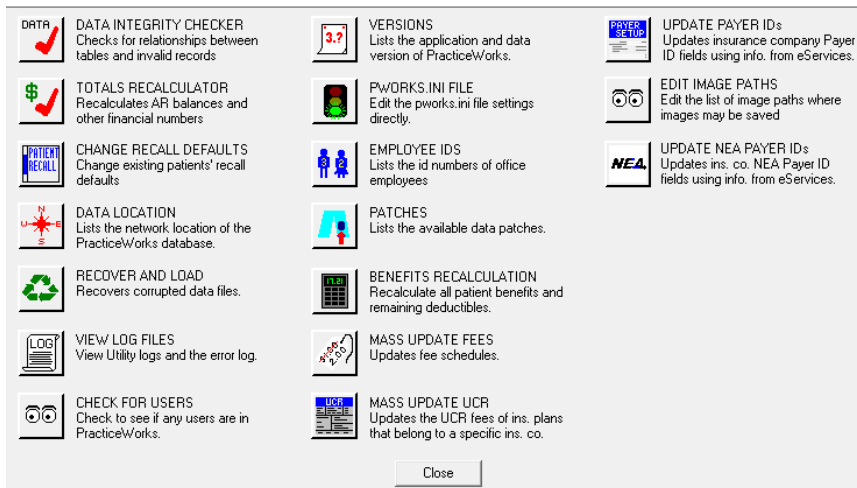 DATA
DATA INTEGRITY CHECKER
Checks for relationships between
tables and invalid records
$
TOTALS RECALCULATOR
Recalculates AR balances and
other financial numbers
PATIENT
RECALL
CHANGE RECALL DEFAULTS
Change existing patients' recall
defaults
N
W
E
S
DATA LOCATION
Lists the network location of the
PracticeWorks database.
RECOVER AND LOAD
Recovers corrupted data files.
LOG
VIEW LOG FILES
View Utility logs and the error log.
CHECK FOR USERS
Check to see if any users are in
PracticeWorks.
3.?
VERSIONS
Lists the application and data
version of PracticeWorks.
PWORKS.INI FILE
Edit the pworks.ini file settings
directly.
3 2
EMPLOYEE IDS
Lists the id numbers of office
employees
PATCHES
Lists the available data patches.
17.21
BENEFITS RECALCULATION
Recalculate all patient benefits and
remaining deductibles.
MASS UPDATE FEES
Updates fee schedules.
UCR
MASS UPDATE UCR
Updates the UCR fees of ins. plans
that belong to a specific ins. co.
PAYER
SETUP
UPDATE PAYER IDs
Updates insurance company Payer
ID fields using info. from eServices.
EDIT IMAGE PATHS
Edit the list of image paths where
images may be saved
NEA
UPDATE NEA PAYER IDs
Updates ins. co. NEA Payer ID
fields using info. from eServices.
Close